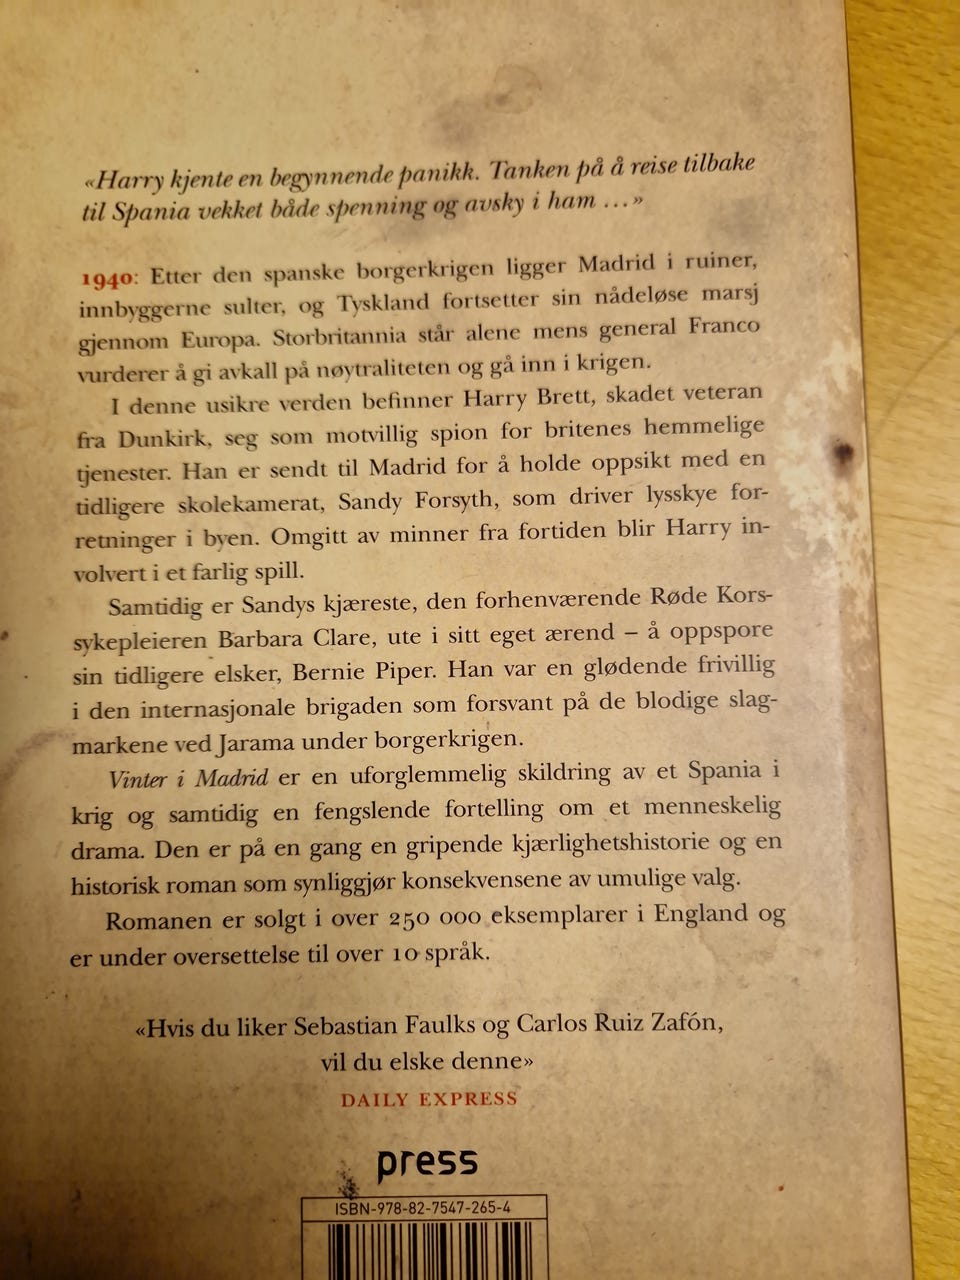 «Harry kjente en begynnende panikk. Tanken på å reise tilbake
til Spania vekket både spenning og avsky i ham ...»
1940: Etter den spanske borgerkrigen ligger Madrid i ruiner,
innbyggerne sulter, og Tyskland fortsetter sin nådeløse marsj
gjennom Europa. Storbritannia står alene mens general Franco
vurderer å gi avkall på nøytraliteten og gå inn i krigen.
I denne usikre verden befinner Harry Brett, skadet veteran
fra Dunkirk, seg som motvillig spion for britenes hemmelige
tjenester. Han er sendt til Madrid for å holde oppsikt med en
tidligere skolekamerat, Sandy Forsyth, som driver lysskye for-
retninger i byen. Omgitt av minner fra fortiden blir Harry in-
volvert i et farlig spill.
Samtidig er Sandys kjæreste, den forhenværende Røde Kors-
sykepleieren Barbara Clare, ute i sitt eget ærend – å oppspore
sin tidligere elsker, Bernie Piper. Han var en glødende frivillig
i den internasjonale brigaden som forsvant på de blodige slag-
markene ved Jarama under borgerkrigen.
Vinter i Madrid er en uforglemmelig skildring av et Spania i
krig og samtidig en fengslende fortelling om et menneskelig
drama. Den er på en gang en gripende kjærlighetshistorie og en
historisk roman som synliggjør konsekvensene av umulige valg.
Romanen er solgt i over 250 000 eksemplarer i England og
er under oversettelse til over 10 språk.
«Hvis du liker Sebastian Faulks og Carlos Ruiz Zafón,
vil du elske denne»
DAILY EXPRESS
press
ISBN-978-82-7547-265-4